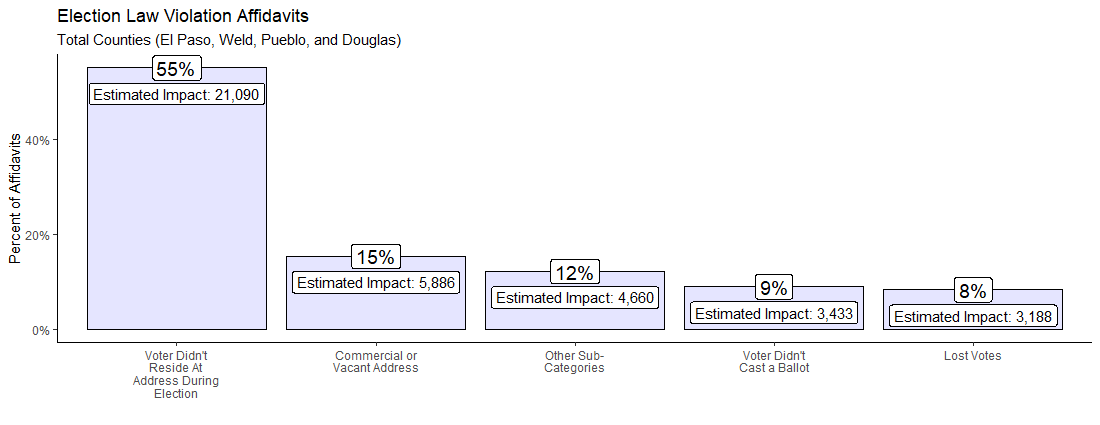 Election Law Violation Affidavits
Total Counties (El Paso, Weld, Pueblo, and Douglas)
Percent of Affidavits
40%
20%
0%
55%
Estimated Impact: 21,090
15%
Estimated Impact: 5,886
12%
Estimated Impact: 4,660
9%
Estimated Impact: 3,433
8%
Estimated Impact: 3,188
Voter Didn't
Reside At
Address During
Election
Commercial or
Vacant Address
Other Sub-
Categories
Voter Didn't
Cast a Ballot
Lost Votes